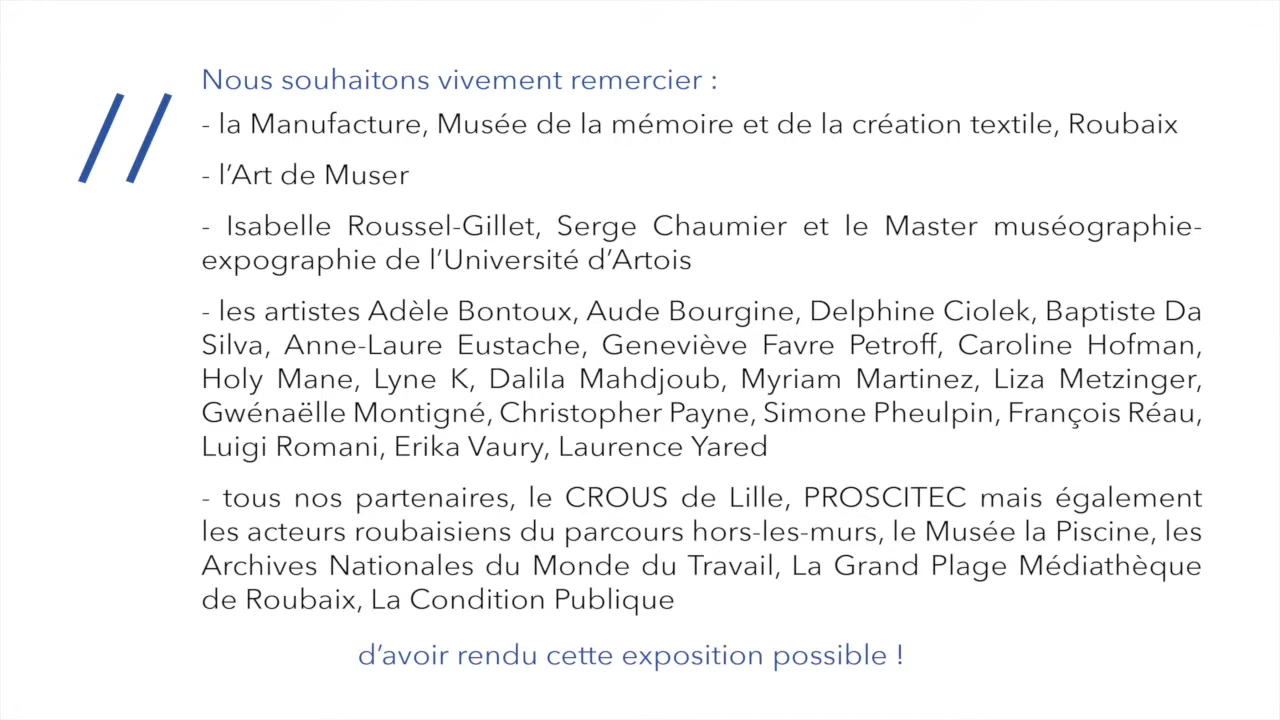 Nous souhaitons vivement remercier :
- la Manufacture, Musée de la mémoire et de la création textile, Roubaix
- l’Art de Muser
- Isabelle Roussel-Gillet, Serge Chaumier et le Master muséographie-
expographie de l’Université d’Artois
- les artistes Adèle Bontoux, Aude Bourgine, Delphine Ciolek, Baptiste Da
Silva, Anne-Laure Eustache, Geneviève Favre Petroff, Caroline Hofman,
Holy Mane, Lyne K, Dalila Mahdjoub, Myriam Martinez, Liza Metzinger,
Gwénaëlle Montigné, Christopher Payne, Simone Pheulpin, François Réau,
Luigi Romani, Erika Vaury, Laurence Yared
- tous nos partenaires, le CROUS de Lille, PROSCITEC mais également
les acteurs roubaisiens du parcours hors-les-murs, le Musée la Piscine, les
Archives Nationales du Monde du Travail, La Grand Plage Médiathèque
de Roubaix, La Condition Publique
d’avoir rendu cette exposition possible !